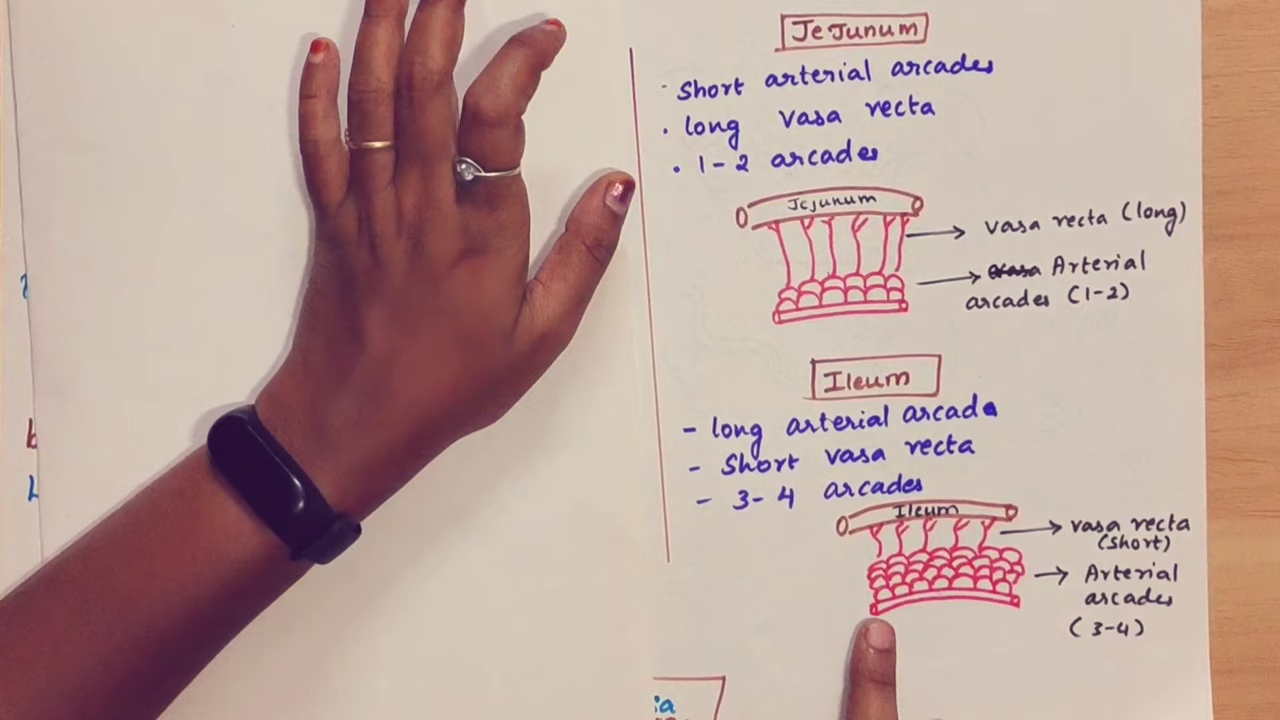 Jejunum
· Short arterial arcades
· long vasa recta
· 1-2 arcades
Jejunum
vasa recta (long)
Arterial
arcades (1-2)
Ileum
- long arterial arcade
- Short vasa recta
- 3-4 arcades
Ileum
vasa recta
(short)
Arterial
arcades
(3-4)